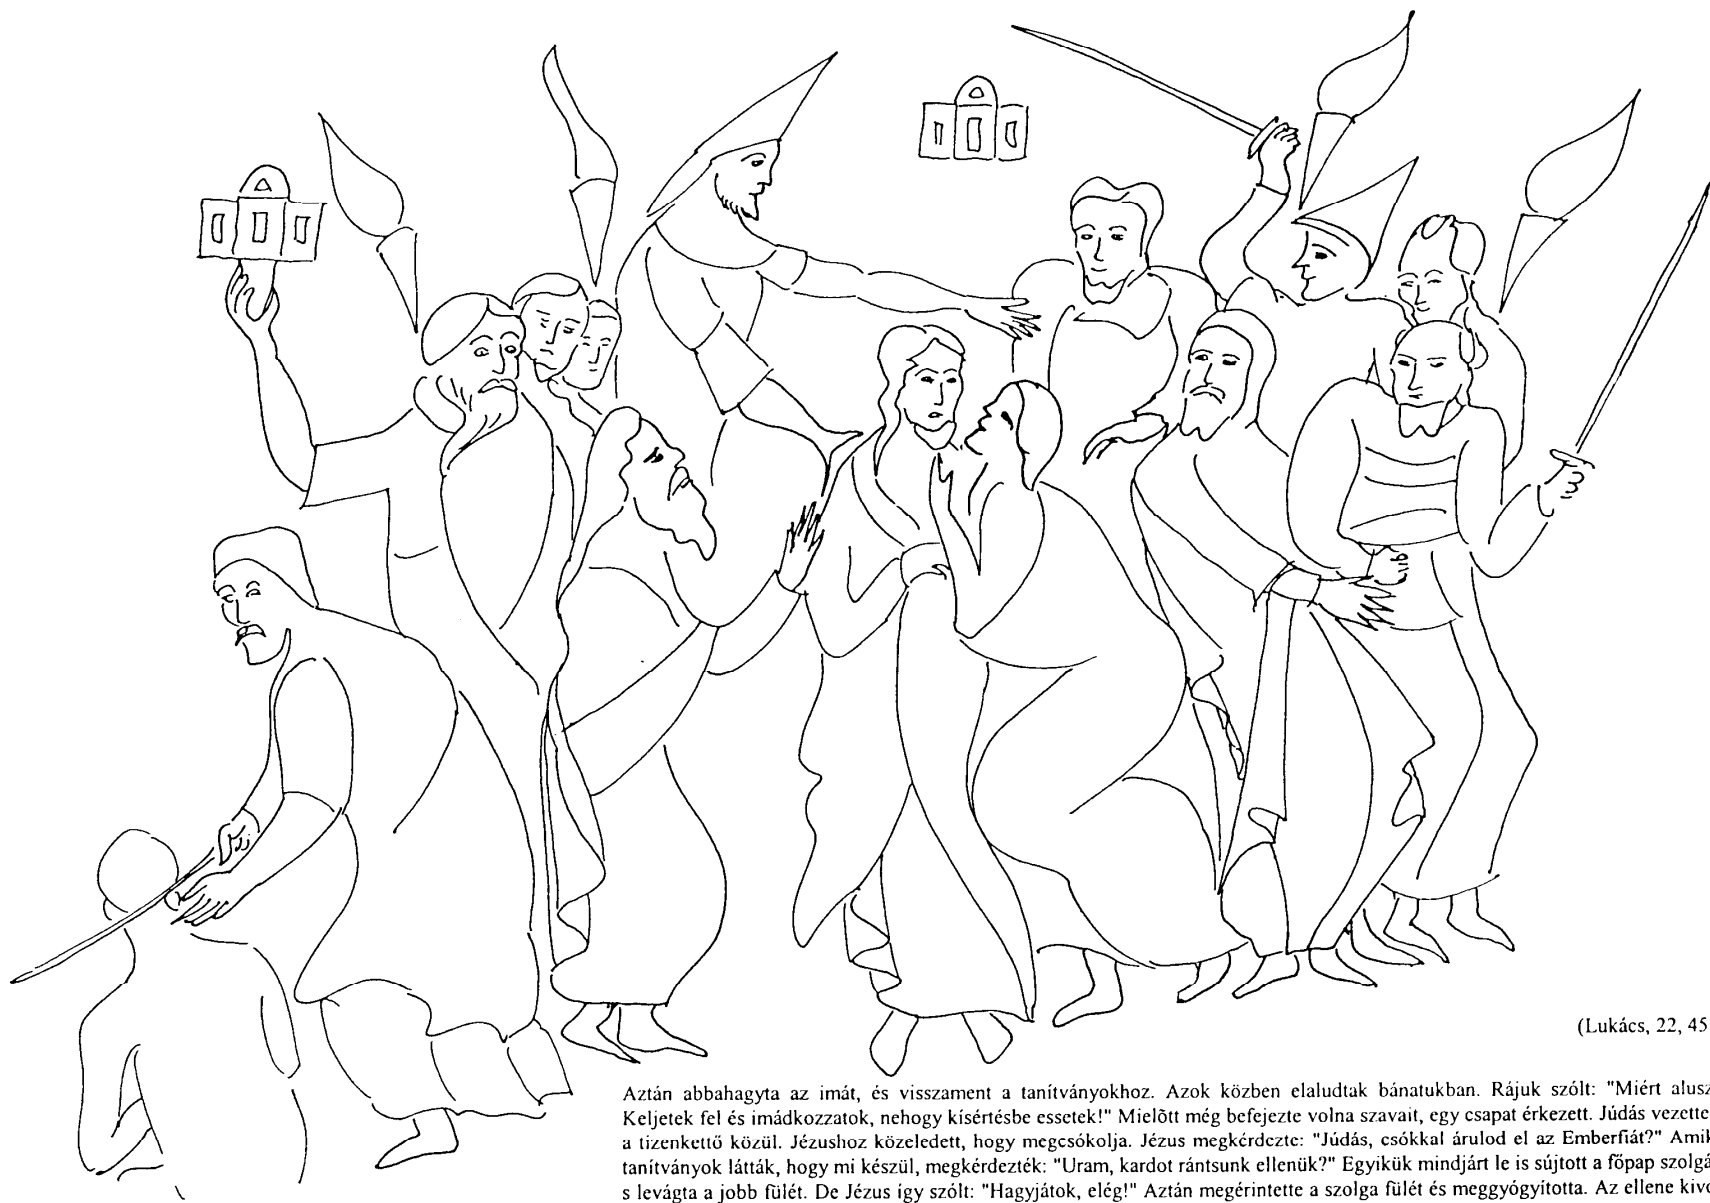 (Lukács, 22, 45
Aztán abbahagyta az imát, és visszament a tanítványokhoz. Azok közben elaludtak bánatukban. Rájuk szólt: "Miért alusz
Keljetek fel és imádkozzatok, nehogy kísértésbe essetek!" Mielõtt még befejezte volna szavait, egy csapat érkezett. Júdás vezette
a tizenkettő közül. Jézushoz közeledett, hogy megcsókolja. Jézus megkérdezte: "Júdás, csókkal árulod el az Emberfiát?" Amik
tanítványok látták, hogy mi készül, megkérdezték: "Uram, kardot rántsunk ellenük?" Egyikük mindjárt le is sújtott a főpap szolgá
s levágta a jobb fülét. De Jézus így szólt: "Hagyjátok, elég!" Aztán megérintette a szolga fülét és meggyógyította. Az ellene kivo